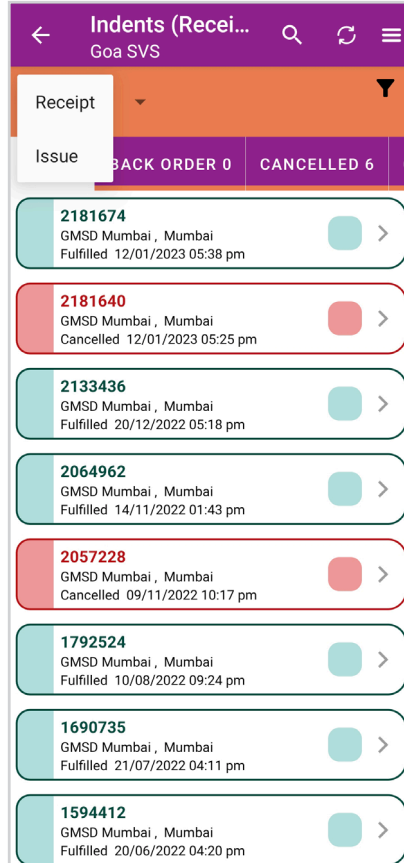 Indents (Recei...
Goa SVS
Receipt
Issue
BACK ORDER 0
CANCELLED 6
2181674
GMSD Mumbai , Mumbai
Fulfilled 12/01/2023 05:38 pm
2181640
GMSD Mumbai , Mumbai
Cancelled 12/01/2023 05:25 pm
2133436
GMSD Mumbai , Mumbai
Fulfilled 20/12/2022 05:18 pm
2064962
GMSD Mumbai , Mumbai
Fulfilled 14/11/2022 01:43 pm
2057228
GMSD Mumbai , Mumbai
Cancelled 09/11/2022 10:17 pm
1792524
GMSD Mumbai , Mumbai
Fulfilled 10/08/2022 09:24 pm
1690735
GMSD Mumbai , Mumbai
Fulfilled 21/07/2022 04:11 pm
1594412
GMSD Mumbai , Mumbai
Fulfilled 20/06/2022 04:20 pm